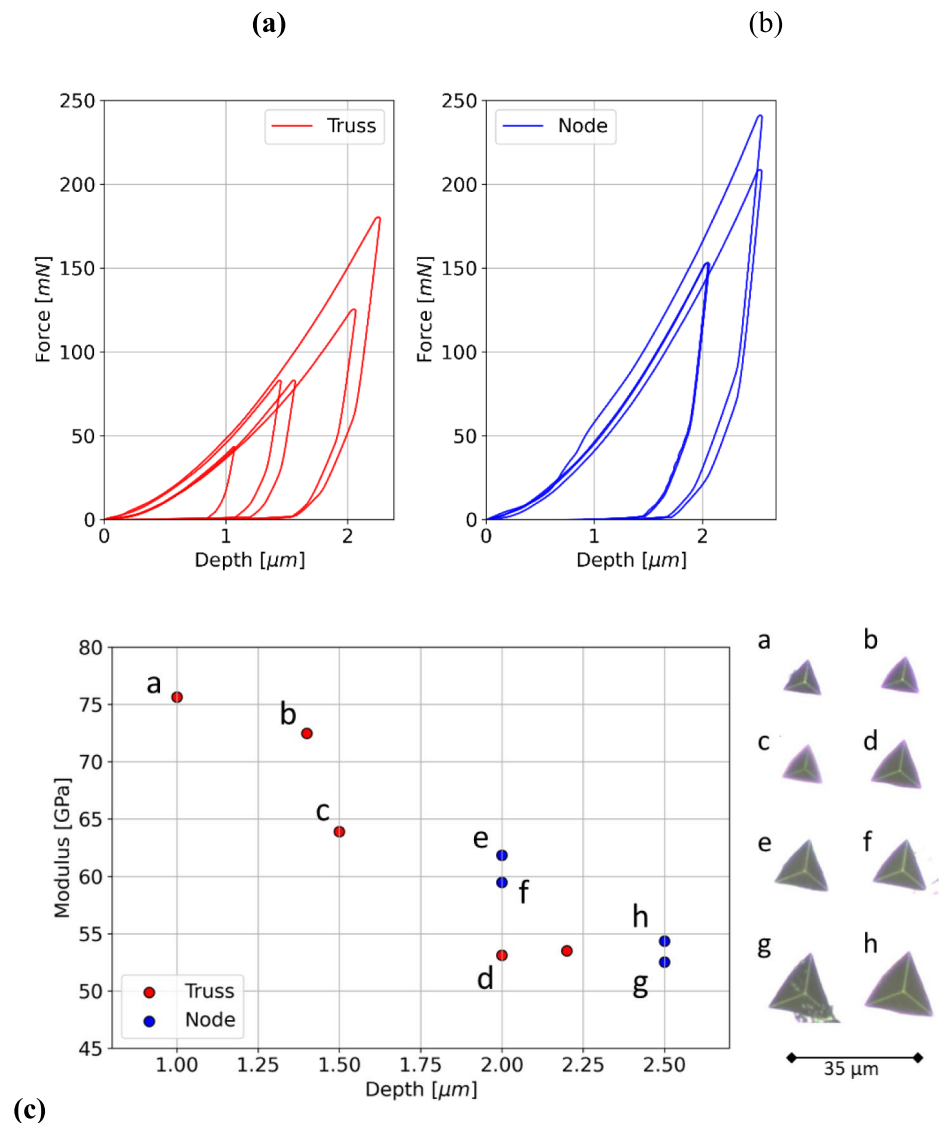 (a) (b)
250 200 150 100 50 0
Force [mN]
Truss
0 1 2
Depth [μm]
250 200 150 100 50 0
Force [mN]
Node
0 1 2
Depth [μm]
80 75 70 65 60 55 50 45
Modulus [GPa]
a
b
c
e
f
d
h
g
Truss
Node
1.00 1.25 1.50 1.75 2.00 2.25 2.50
Depth [μm]
a b
c d
e f
g h
35 μm
(c)